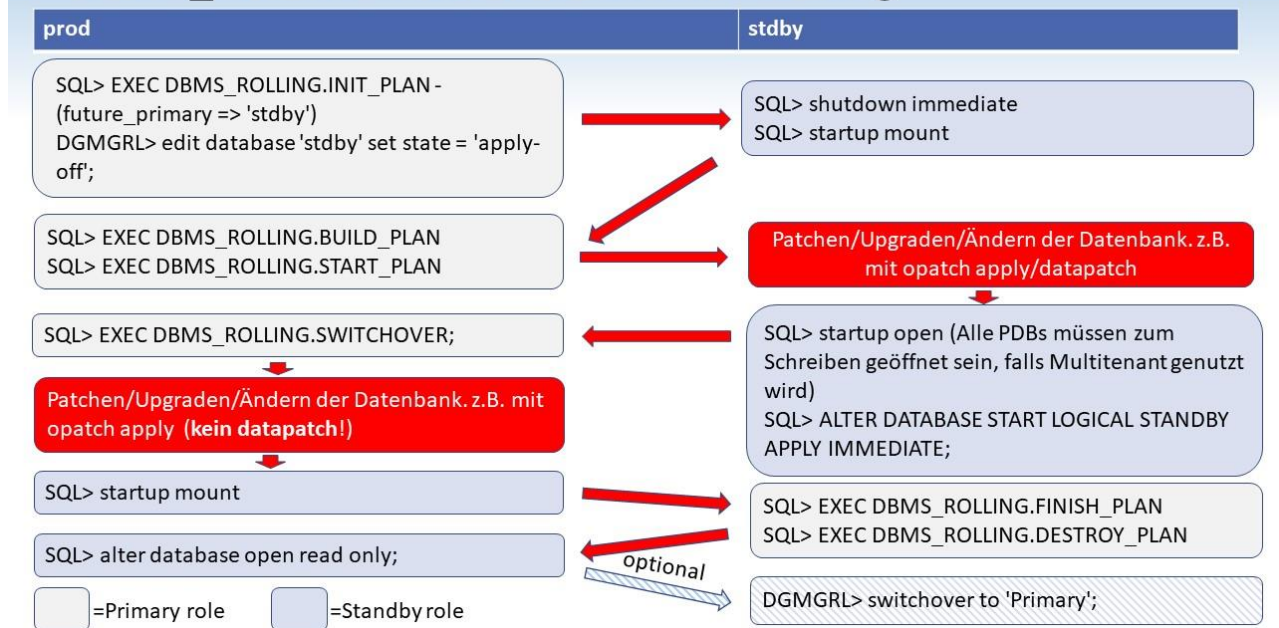 prod
stdby
SQL> EXEC DBMS_ROLLING.INIT_PLAN -
(future_primary => 'stdby')
DGMGRL> edit database 'stdby' set state = 'apply-
off';
SQL> shutdown immediate
SQL> startup mount
SQL> EXEC DBMS_ROLLING.BUILD_PLAN
SQL> EXEC DBMS_ROLLING.START_PLAN
Patchen/Upgraden/Ändern der Datenbank. z.B.
mit opatch apply/datapatch
SQL> EXEC DBMS_ROLLING.SWITCHOVER;
SQL> startup open (Alle PDBs müssen zum
Schreiben geöffnet sein, falls Multitenant genutzt
wird)
SQL> ALTER DATABASE START LOGICAL STANDBY
APPLY IMMEDIATE;
Patchen/Upgraden/Ändern der Datenbank. z.B. mit
opatch apply (kein datapatch!)
SQL> startup mount
SQL> EXEC DBMS_ROLLING.FINISH_PLAN
SQL> EXEC DBMS_ROLLING.DESTROY_PLAN
SQL> alter database open read only;
optional
DGMGRL> switchover to 'Primary';
=Primary role
=Standby role